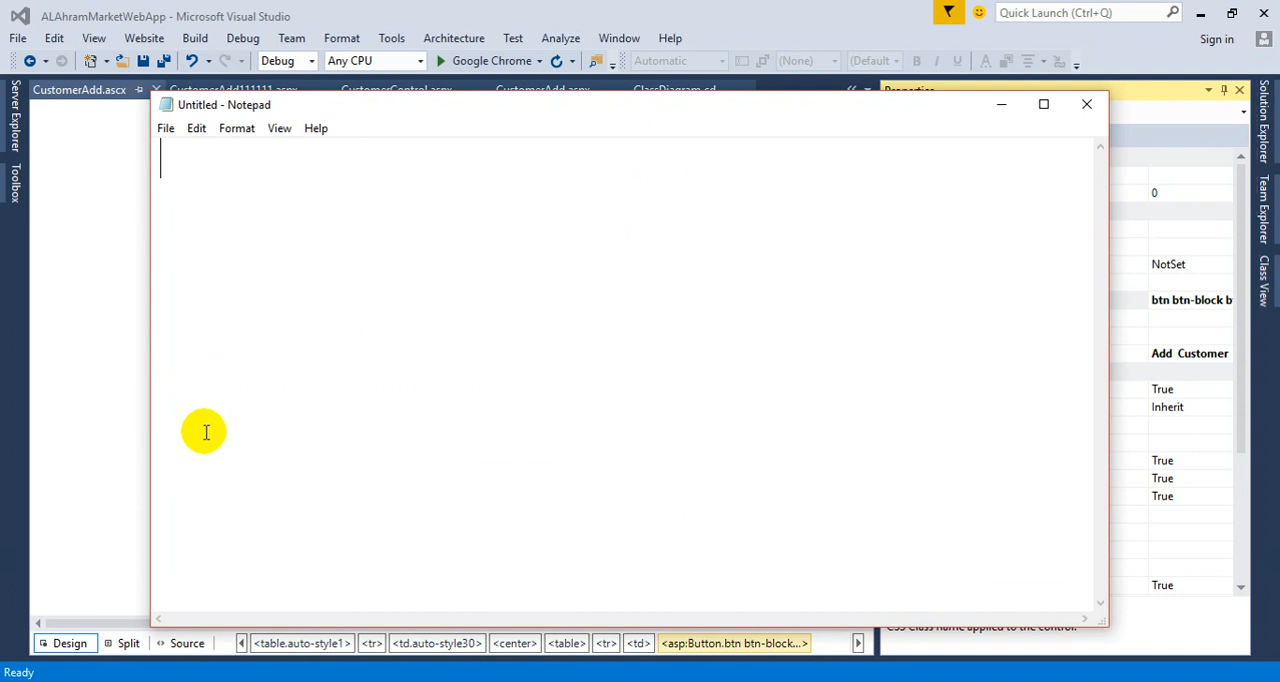 ALAhramMarketWebApp - Microsoft Visual Studio
Quick Launch (Ctrl+Q)
File Edit View Website Build Debug Team Format Tools Architecture Test Analyze Window Help
Sign in
Debug Any CPU Google Chrome Automatic (None) (Default
CustomerAdd.ascx
Untitled - Notepad
File Edit Format View Help
Server Explorer
Toolbox
Solution Explorer
Team Explorer
Class View
0
NotSet
btn btn-block b
Add Customer
True
Inherit
True
True
True
True
CSS Class name applied to the control.
Design Split Source <table.auto-style1> <tr> <td.auto-style30> <center> <table> <tr> <td> <asp:Button.btn btn-block...>
Ready